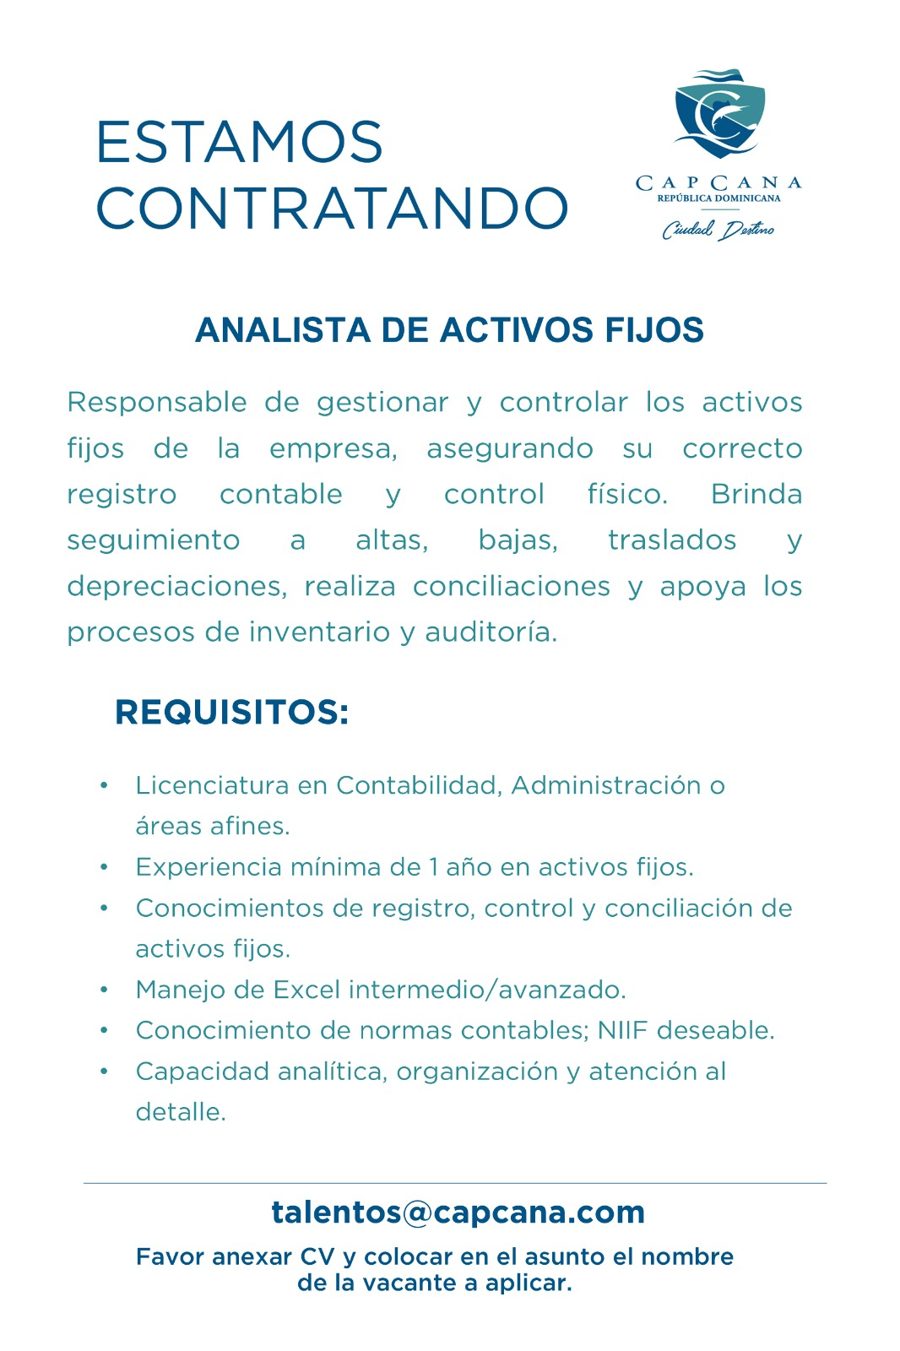 ESTAMOS
CONTRATANDO
CAPCANA
REPÚBLICA DOMINICANA
Ciudad Destino
ANALISTA DE ACTIVOS FIJOS
Responsable de gestionar y controlar los activos
fijos de la empresa, asegurando su correcto
registro contable y control físico. Brinda
seguimiento a altas, bajas, traslados y
depreciaciones, realiza conciliaciones y apoya los
procesos de inventario y auditoría.
REQUISITOS:
• Licenciatura en Contabilidad, Administración o
áreas afines.
• Experiencia mínima de 1 año en activos fijos.
• Conocimientos de registro, control y conciliación de
activos fijos.
• Manejo de Excel intermedio/avanzado.
• Conocimiento de normas contables; NIIF deseable.
• Capacidad analítica, organización y atención al
detalle.
talentos@capcana.com
Favor anexar CV y colocar en el asunto el nombre
de la vacante a aplicar.